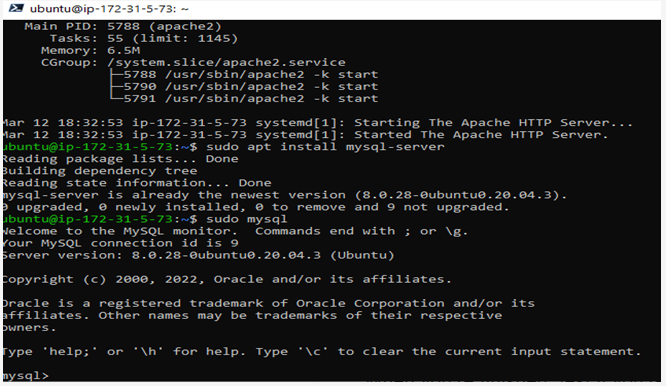 ubuntu@ip-172-31-5-73: ~
Main PID: 5788 (apache2)
Tasks: 55 (limit: 1145)
Memory: 6.5M
CGroup: /system.slice/apache2.service
├─5788 /usr/sbin/apache2 -k start
├─5790 /usr/sbin/apache2 -k start
└─5791 /usr/sbin/apache2 -k start
Mar 12 18:32:53 ip-172-31-5-73 systemd[1]: Starting The Apache HTTP Server...
Mar 12 18:32:53 ip-172-31-5-73 systemd[1]: Started The Apache HTTP Server.
ubuntu@ip-172-31-5-73:~$ sudo apt install mysql-server
Reading package lists... Done
Building dependency tree
Reading state information... Done
mysql-server is already the newest version (8.0.28-0ubuntu0.20.04.3).
0 upgraded, 0 newly installed, 0 to remove and 9 not upgraded.
ubuntu@ip-172-31-5-73:~$ sudo mysql
Welcome to the MySQL monitor.  Commands end with ; or \g.
Your MySQL connection id is 9
Server version: 8.0.28-0ubuntu0.20.04.3 (Ubuntu)
Copyright (c) 2000, 2022, Oracle and/or its affiliates.
Oracle is a registered trademark of Oracle Corporation and/or its
affiliates. Other names may be trademarks of their respective
owners.
Type 'help;' or '\h' for help. Type '\c' to clear the current input statement.
mysql>